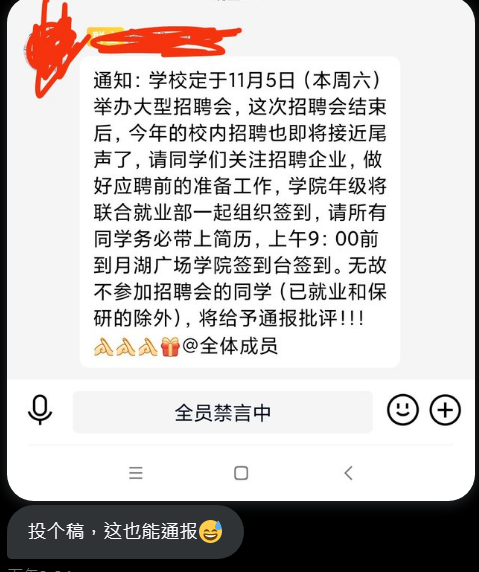 通知：学校定于11月5日（本周六）
举办大型招聘会，这次招聘会结束
后，今年的校内招聘也即将接近尾
声了，请同学们关注招聘企业，做
好应聘前的准备工作，学院年级将
联合就业部一起组织签到，请所有
同学务必带上简历，上午9：00前
到月湖广场学院签到台签到。无故
不参加招聘会的同学（已就业和保
研的除外），将给予通报批评！！！
👌🏻👌🏻👌🏻🎁@全体成员
全员禁言中
投个稿，这也能通报😅